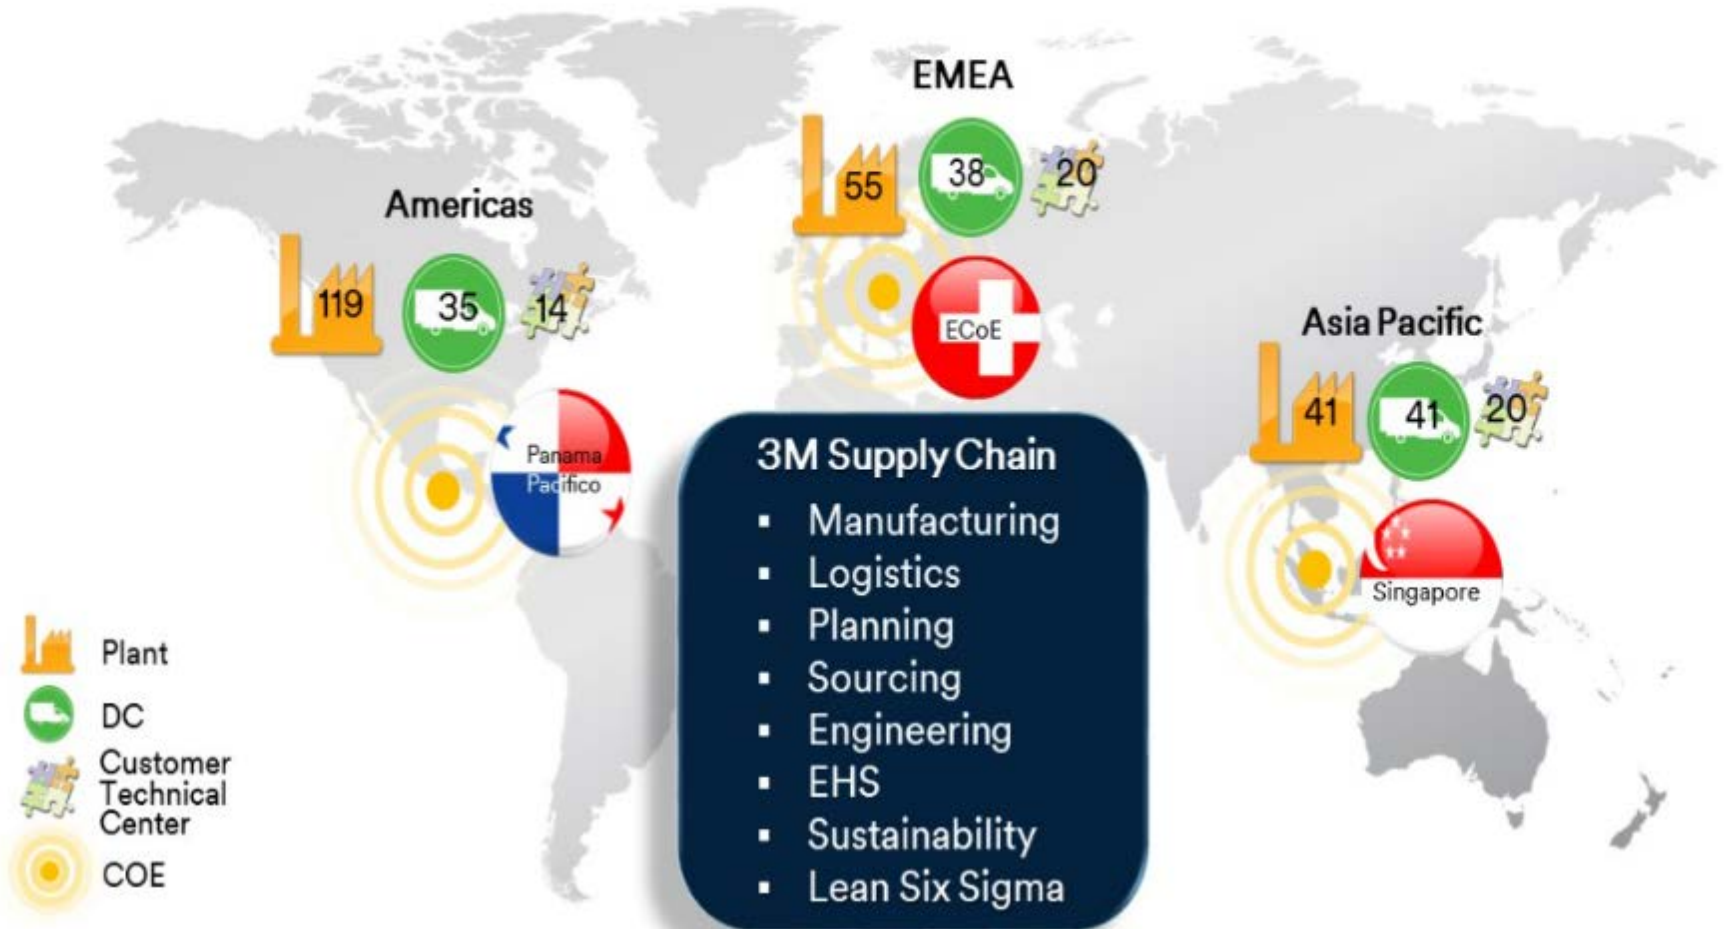 EMEA
55
38
20
ECoE
Americas
119
35
14
Panama
Pacifico
Asia Pacific
41
41
20
Singapore
3M Supply Chain
▪ Manufacturing
▪ Logistics
▪ Planning
▪ Sourcing
▪ Engineering
▪ EHS
▪ Sustainability
▪ Lean Six Sigma
Plant
DC
Customer
Technical
Center
COE